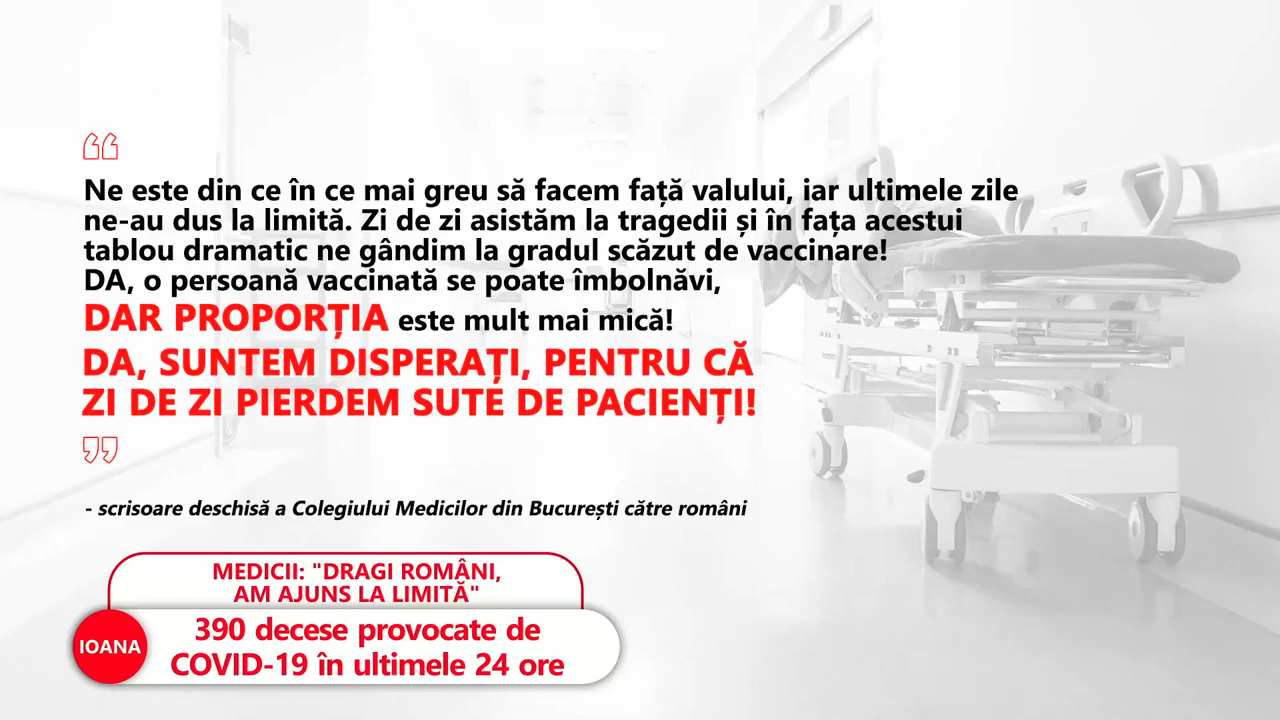 Ne este din ce în ce mai greu să facem față valului, iar ultimele zile
ne-au dus la limită. Zi de zi asistăm la tragedii și în fața acestui
tablou dramatic ne gândim la gradul scăzut de vaccinare!
DA, o persoană vaccinată se poate îmbolnăvi,
DAR PROPORȚIA este mult mai mică!
DA, SUNTEM DISPERAȚI, PENTRU CĂ
ZI DE ZI PIERDEM SUTE DE PACIENȚI!
- scrisoare deschisă a Colegiului Medicilor din București către români
MEDICII: "DRAGI ROMÂNI,
AM AJUNS LA LIMITĂ"
IOANA
390 decese provocate de
COVID-19 în ultimele 24 ore